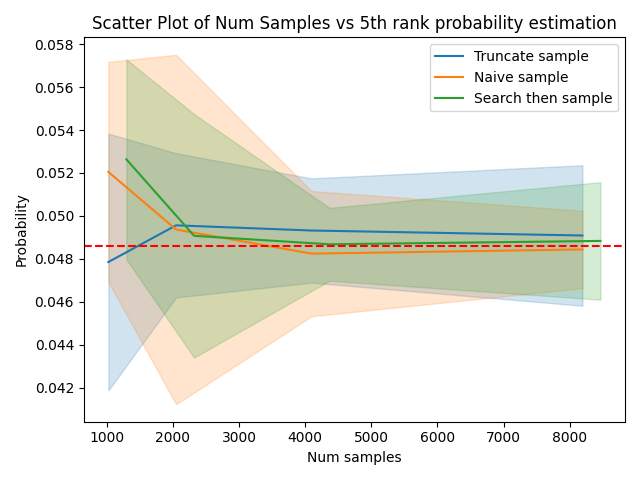 Scatter Plot of Num Samples vs 5th rank probability estimation
0.058
0.056
0.054
0.052
0.050
0.048
0.046
0.044
0.042
Probability
Truncate sample
Naive sample
Search then sample
1000 2000 3000 4000 5000 6000 7000 8000
Num samples